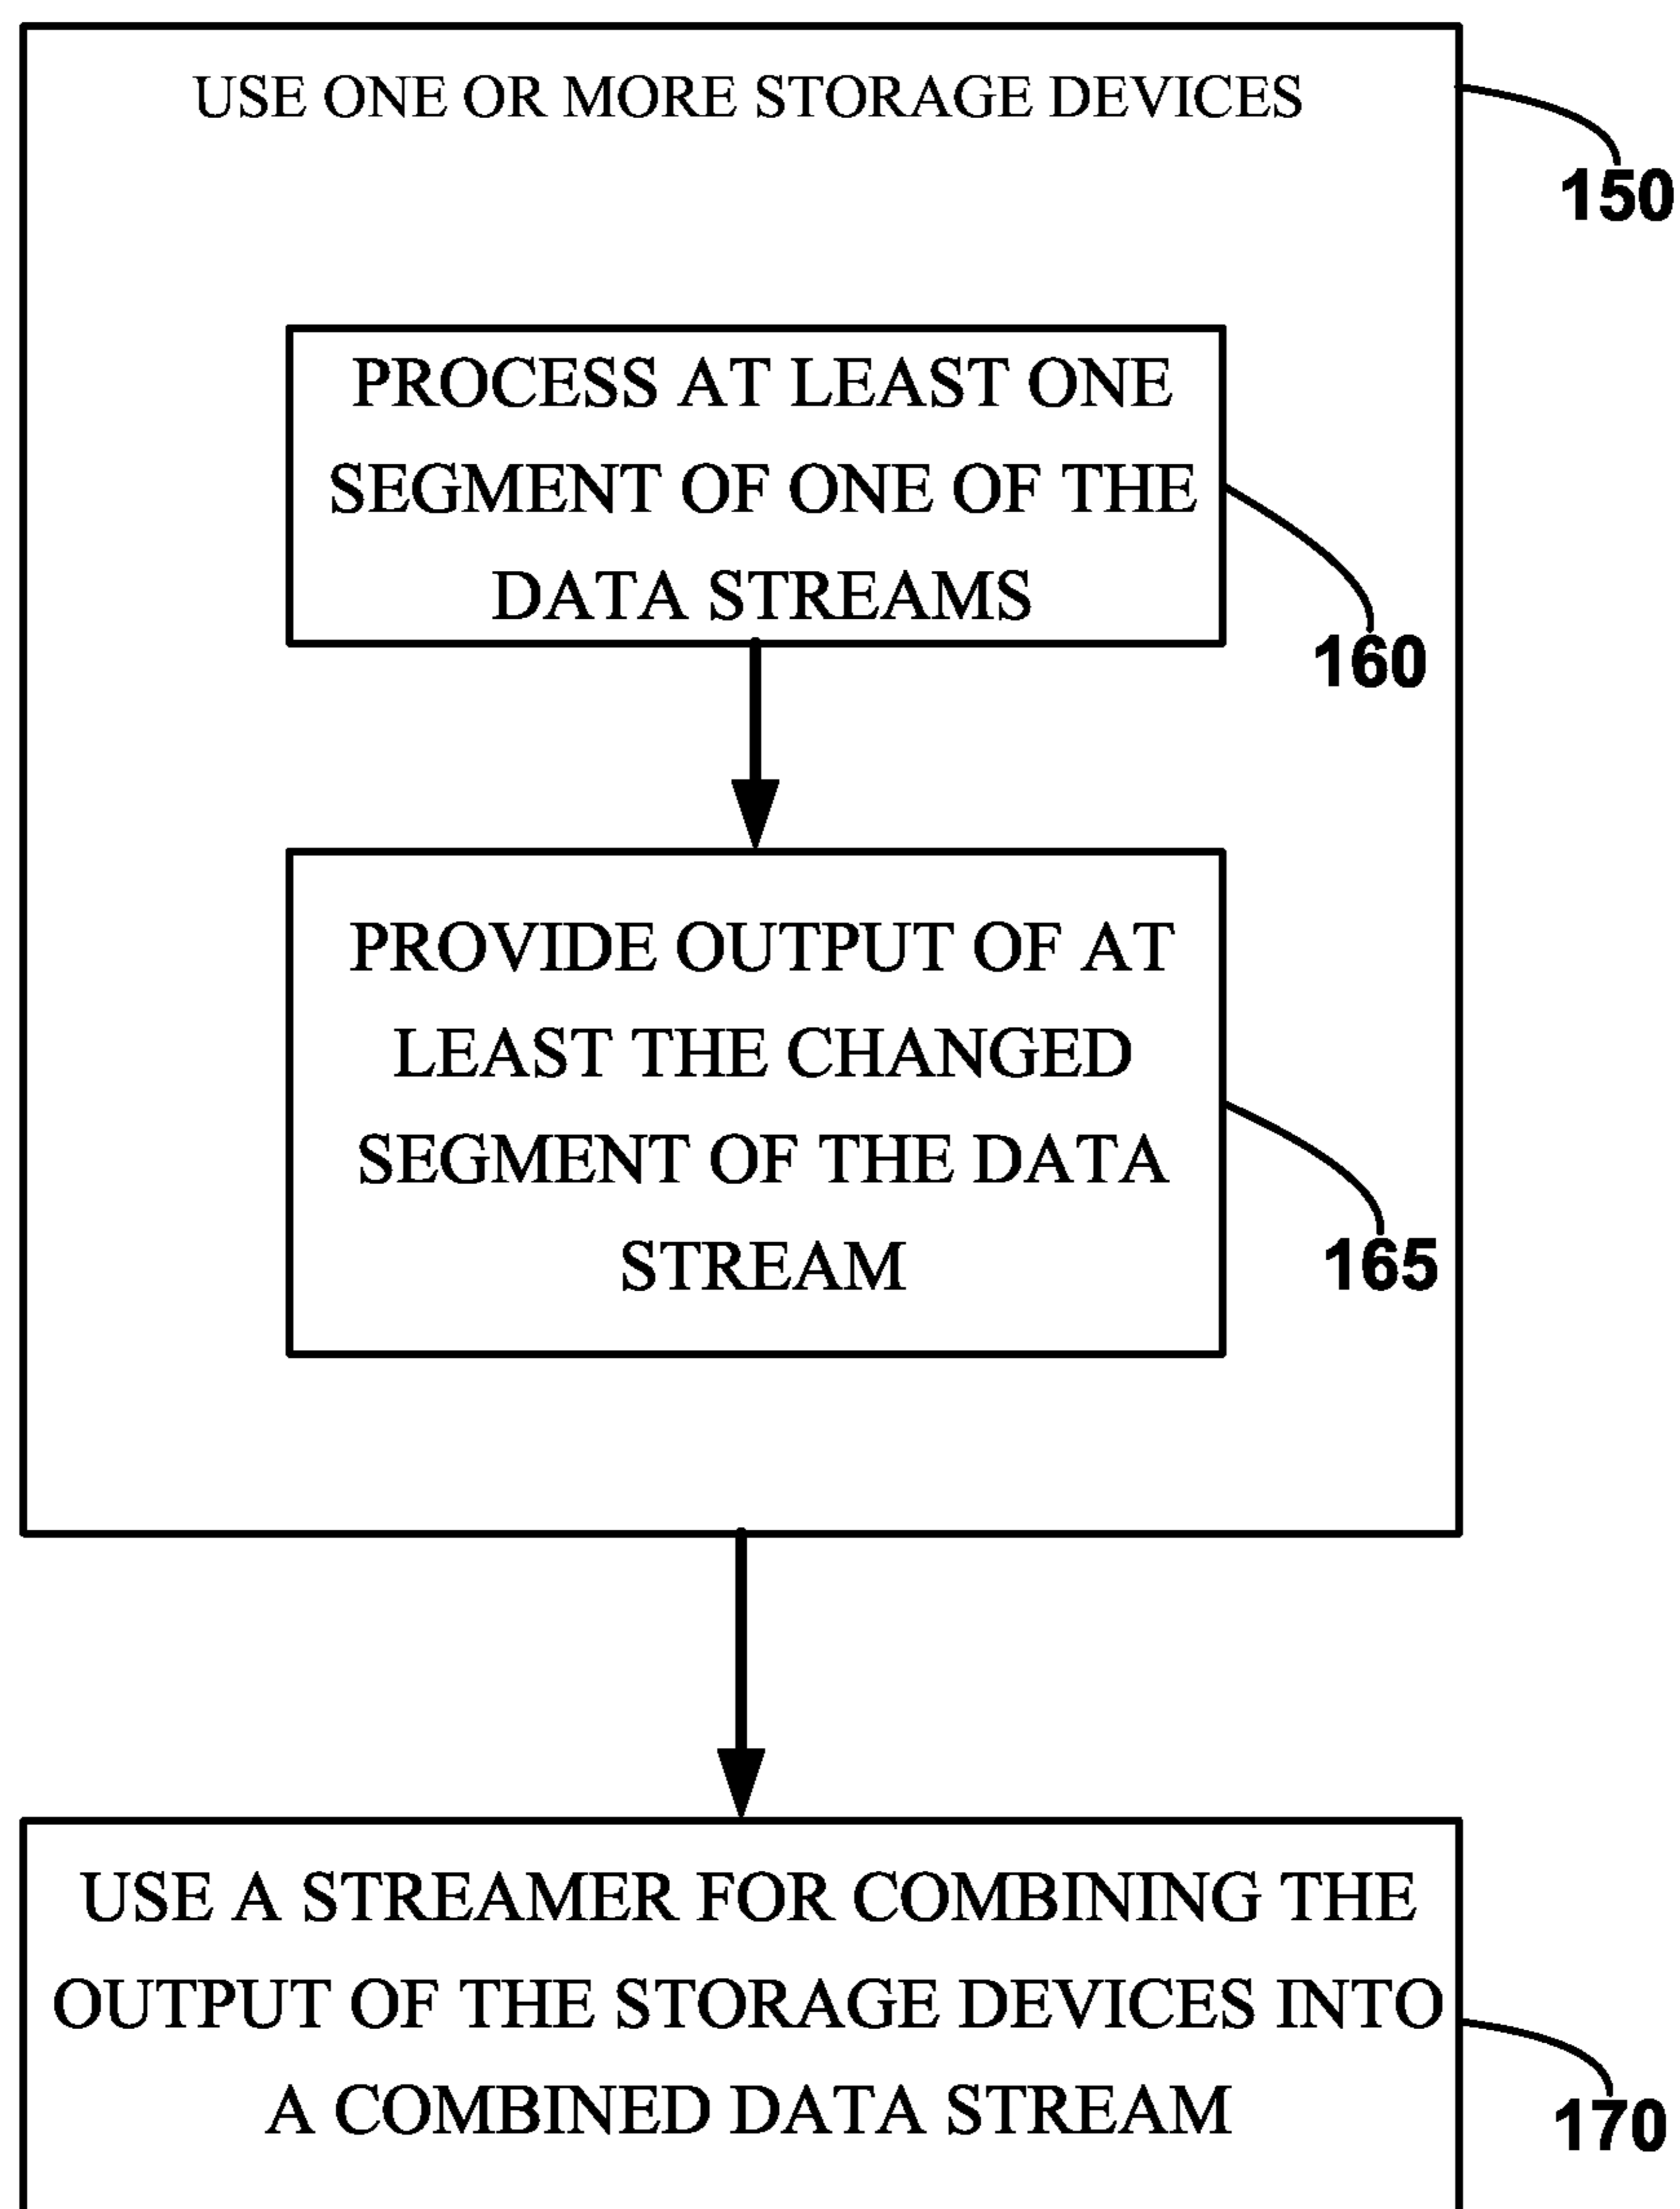 USE ONE OR MORE STORAGE DEVICES
150
PROCESS AT LEAST ONE
SEGMENT OF ONE OF THE
DATA STREAMS
160
PROVIDE OUTPUT OF AT
LEAST THE CHANGED
SEGMENT OF THE DATA
STREAM
165
USE A STREAMER FOR COMBINING THE
OUTPUT OF THE STORAGE DEVICES INTO
A COMBINED DATA STREAM
170